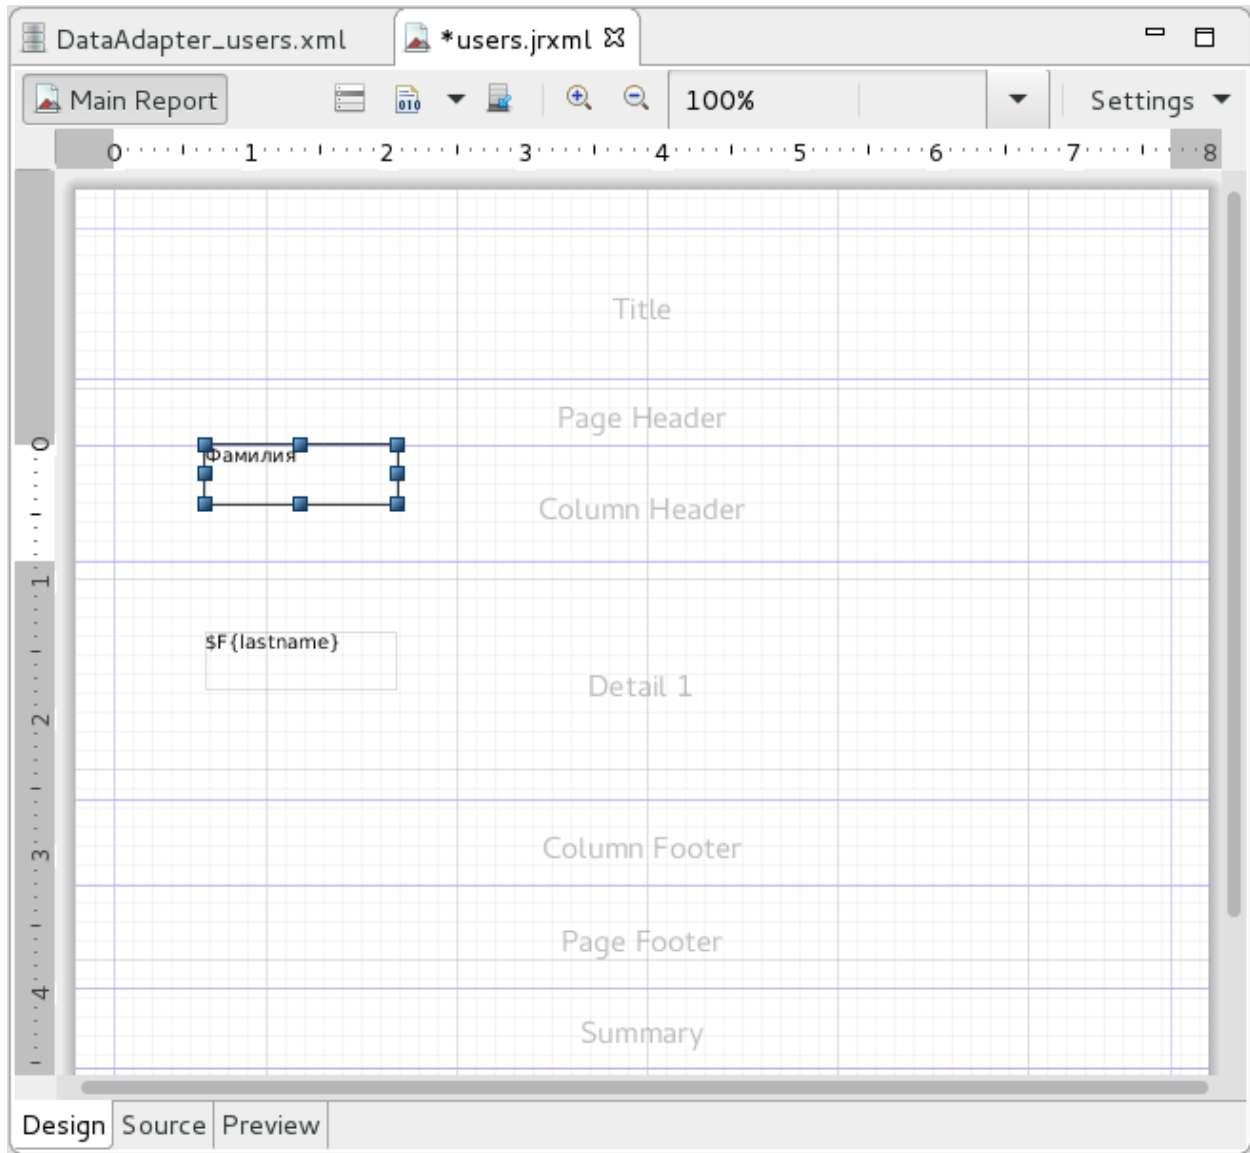 DataAdapter_users.xml *users.jrxml
Main Report 010 100% Settings
0 1 2 3 4 5 6 7 8
Title
Page Header
0
Фамилия
Column Header
1
$F{lastname}
Detail 1
2
Column Footer
3
Page Footer
4
Summary
Design Source Preview